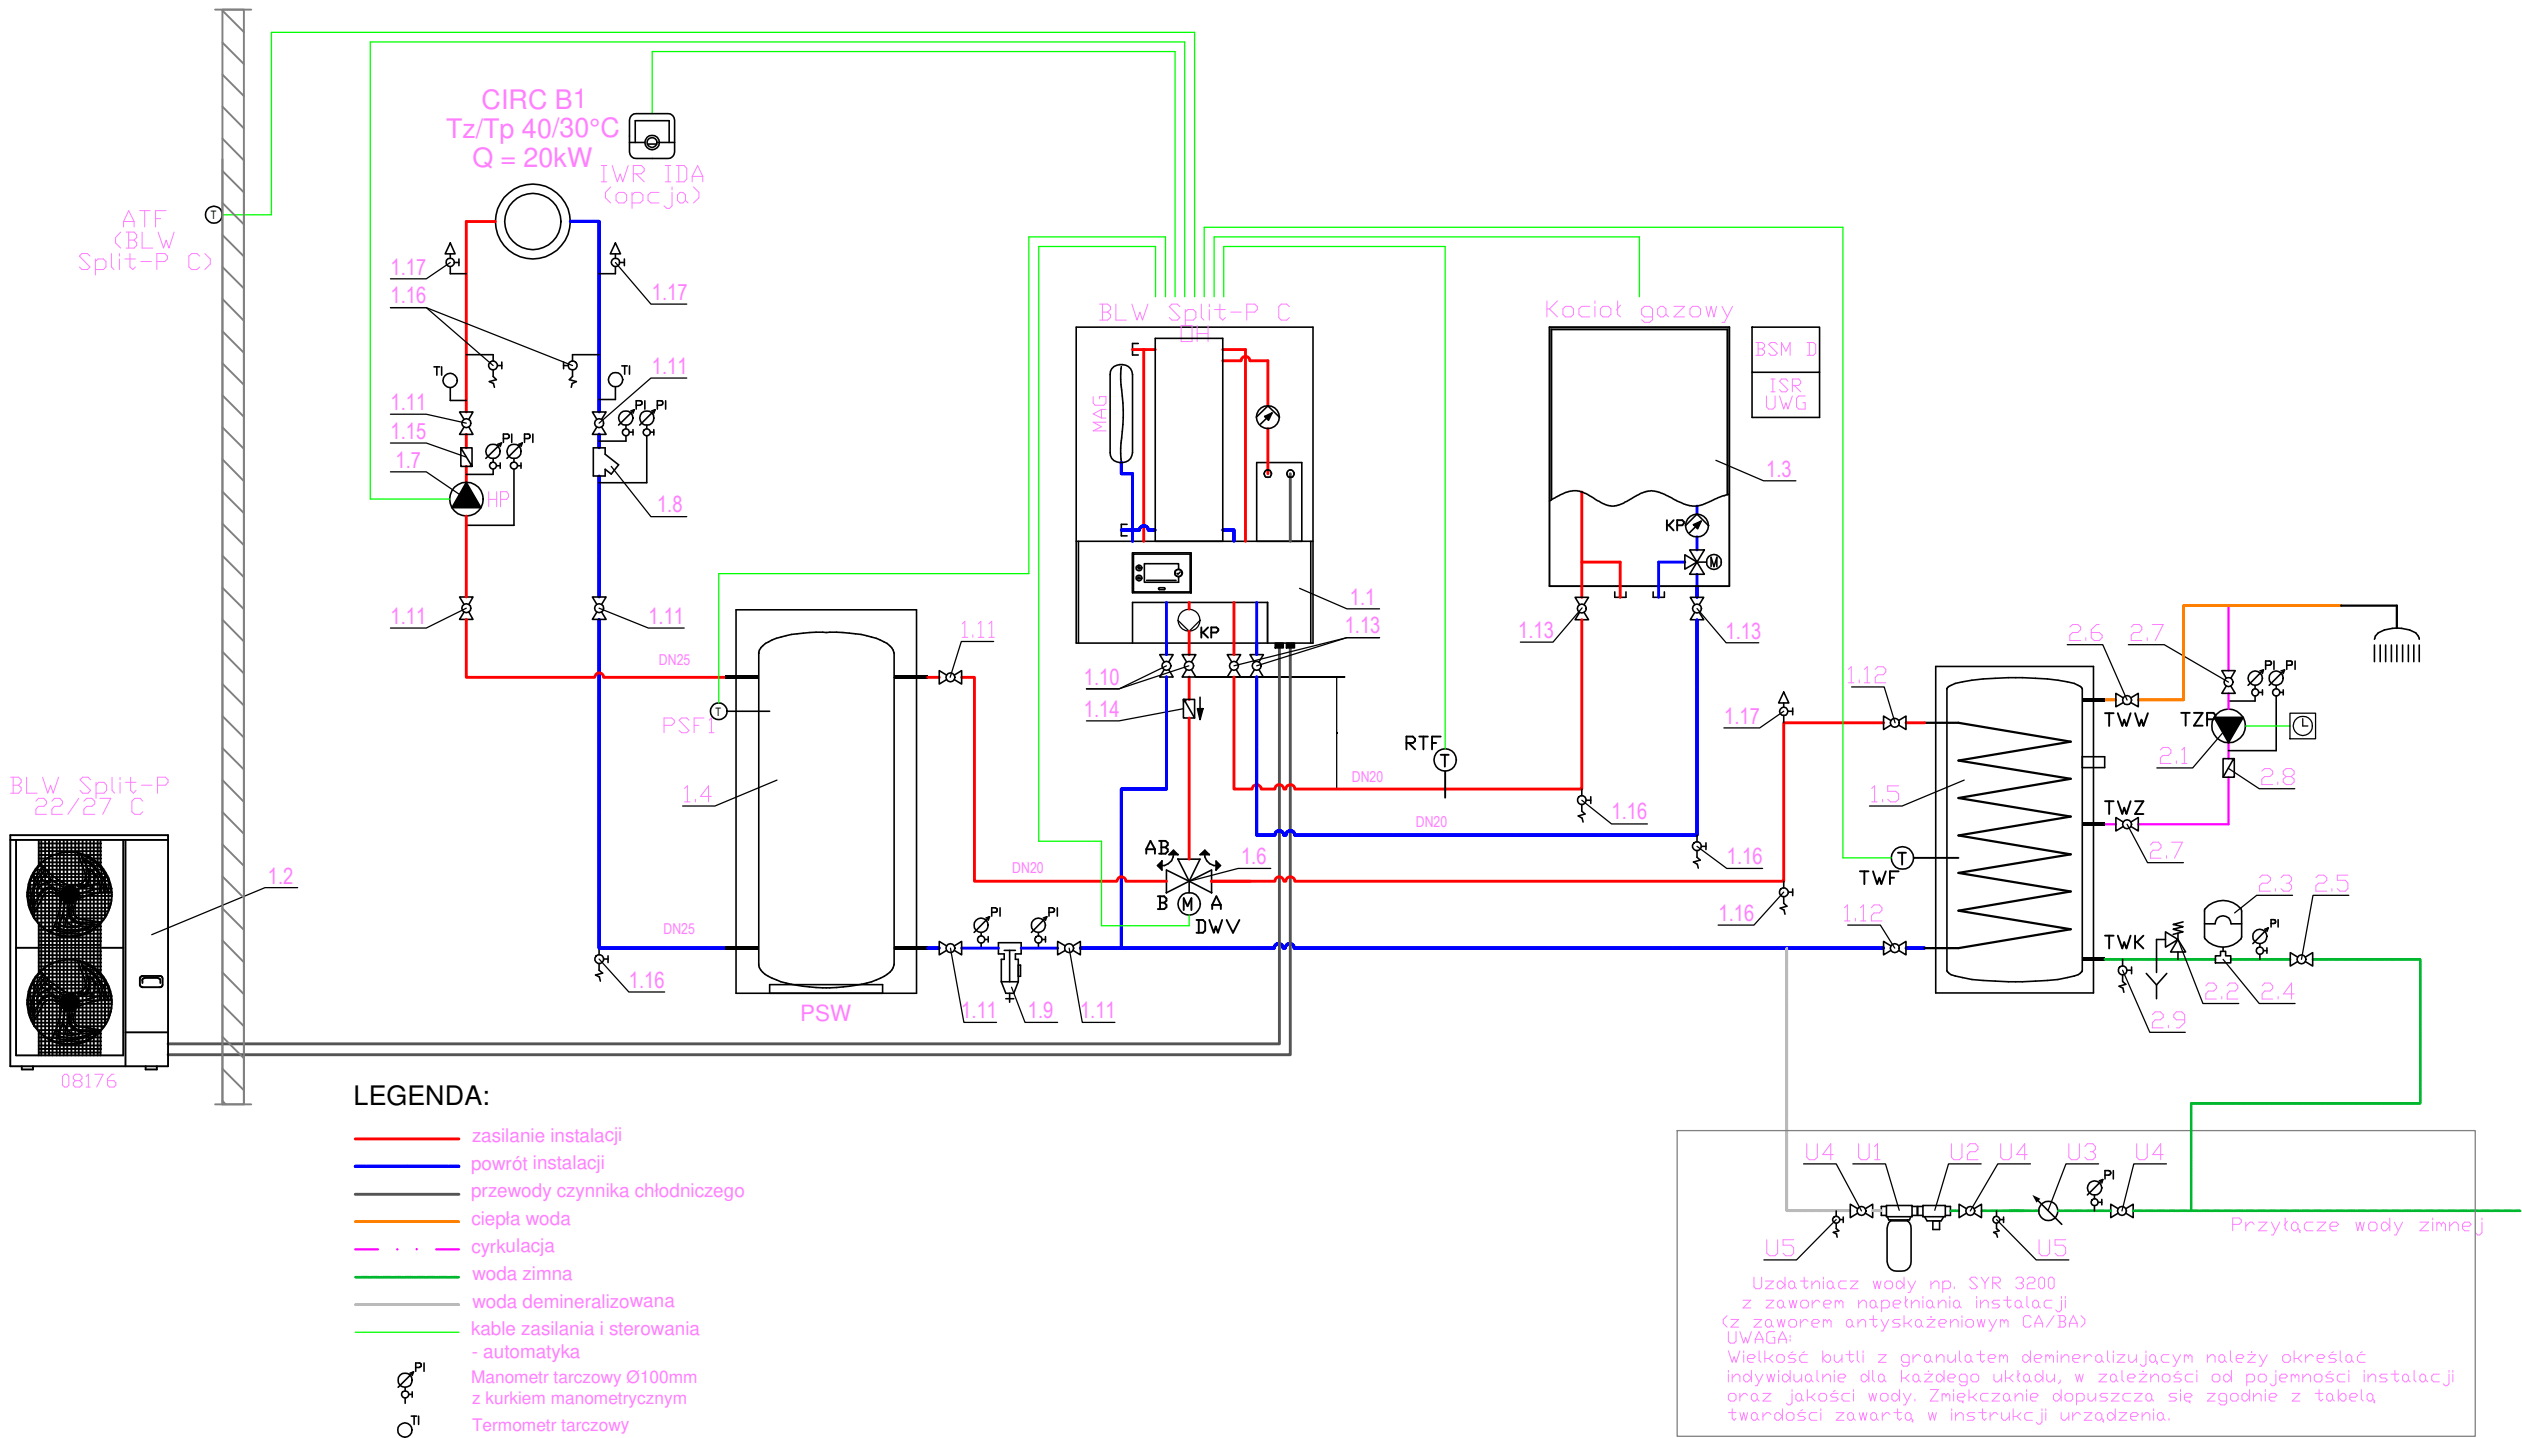 CIRC B1
Tz/Tp 40/30°C
Q = 20kW
IWR IDA
(opcja)
ATF
(BLW
Split-P C)
1.17
1.16
1.17
TI
TI
1.11
1.11
1.15
1.7
PI
PI
PI
PI
HP
1.8
1.11
1.11
BLW Split-P C
OH
MAG
KP
1.1
1.13
1.10
1.14
Kocioł gazowy
BSM D
ISR
UWG
1.3
KP
M
1.13
1.13
DN25
1.11
T
PSF1
1.4
RTF
T
DN20
DN20
1.16
1.16
1.17
1.12
2.6
2.7
PI
PI
TWW
TZP
2.1
2.8
1.5
TWZ
2.7
T
TWF
BLW Split-P
22/27 C
1.2
08176
DN20
AB
1.6
B
M
A
DWV
1.16
1.12
DN25
PI
PI
1.16
1.11
1.9
1.11
PSW
TWK
2.3
2.5
PI
2.2
2.4
2.9
LEGENDA:
zasilanie instalacji
powrót instalacji
przewody czynnika chłodniczego
ciepła woda
cyrkulacja
woda zimna
woda demineralizowana
kable zasilania i sterowania
- automatyka
PI
Manometr tarczowy Ø100mm
z kurkiem manometrycznym
TI
Termometr tarczowy
U4
U1
U2
U4
U3
PI
U4
U5
U5
Przyłącze wody zimnej
Uzdatniacz wody np. SYR 3200
z zaworem napełniania instalacji
(z zaworem antyskażeniowym CA/BA)
UWAGA:
Wielkość butli z granulatem demineralizującym należy określać
indywidualnie dla każdego układu, w zależności od pojemności instalacji
oraz jakości wody. Zmiękczanie dopuszcza się zgodnie z tabelą
twardości zawartą w instrukcji urządzenia.